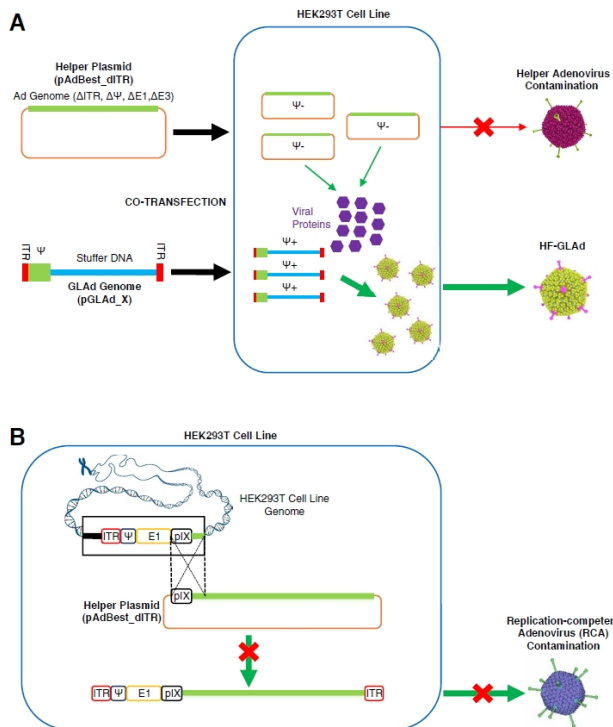 A
HEK293T Cell Line
Helper Plasmid
(pAdBest_dITR)
Ad Genome (ΔITR, ΔΨ, ΔE1,ΔE3)
Ψ-
Ψ-
Ψ-
Helper Adenovirus
Contamination
CO-TRANSFECTION
Viral
Proteins
ITR
Ψ
Stuffer DNA
ITR
GLAd Genome
(pGLAd_X)
Ψ+
Ψ+
Ψ+
HF-GLAd
B
HEK293T Cell Line
HEK293T Cell Line
Genome
ITR Ψ E1 pIX
pIX
Helper Plasmid
(pAdBest_dITR)
Replication-competer
Adenovirus (RCA)
Contamination
ITR Ψ E1 pIX ITR